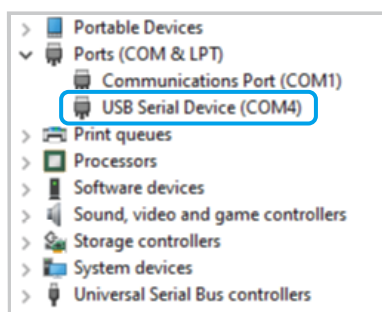 Portable Devices
Ports (COM & LPT)
Communications Port (COM1)
USB Serial Device (COM4)
Print queues
Processors
Software devices
Sound, video and game controllers
Storage controllers
System devices
Universal Serial Bus controllers